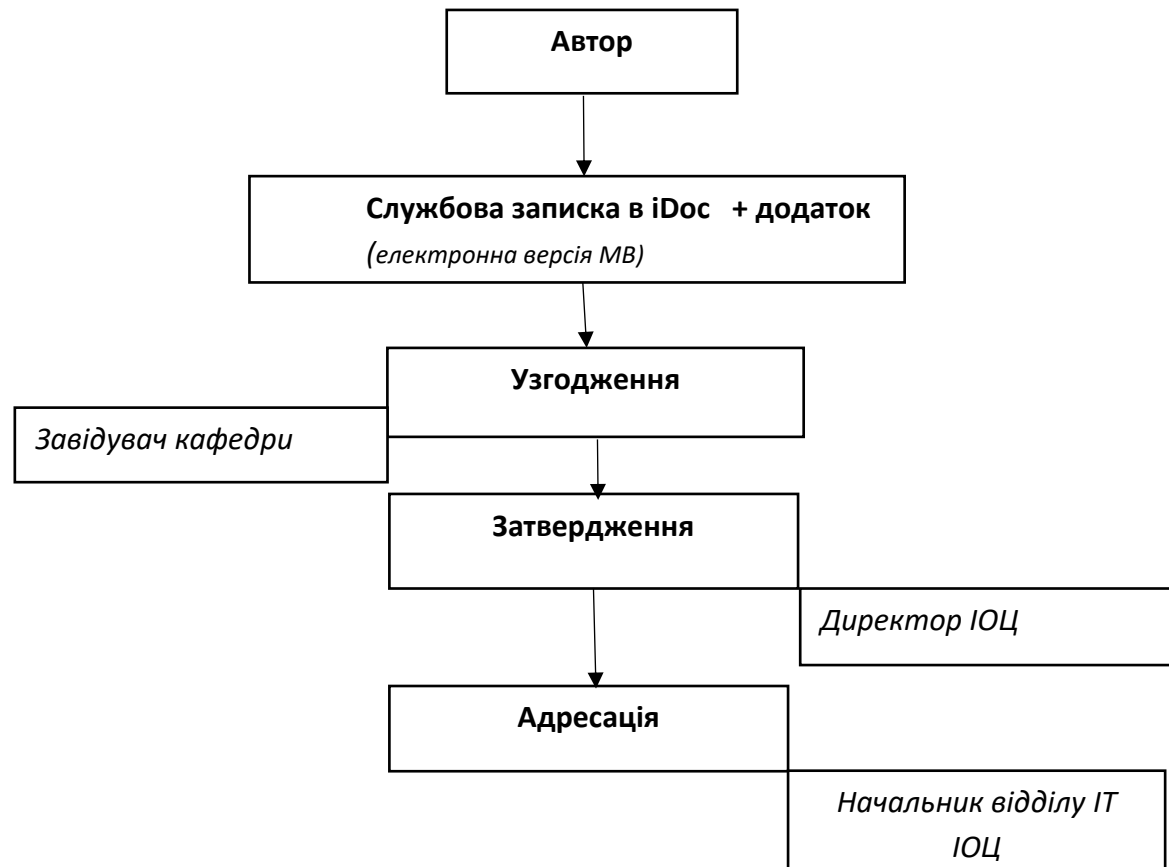 Автор
Службова записка в iDoc + додаток
(електронна версія МВ)
Узгодження
Завідувач кафедри
Затвердження
Директор ІОЦ
Адресація
Начальник відділу ІТ
ІОЦ